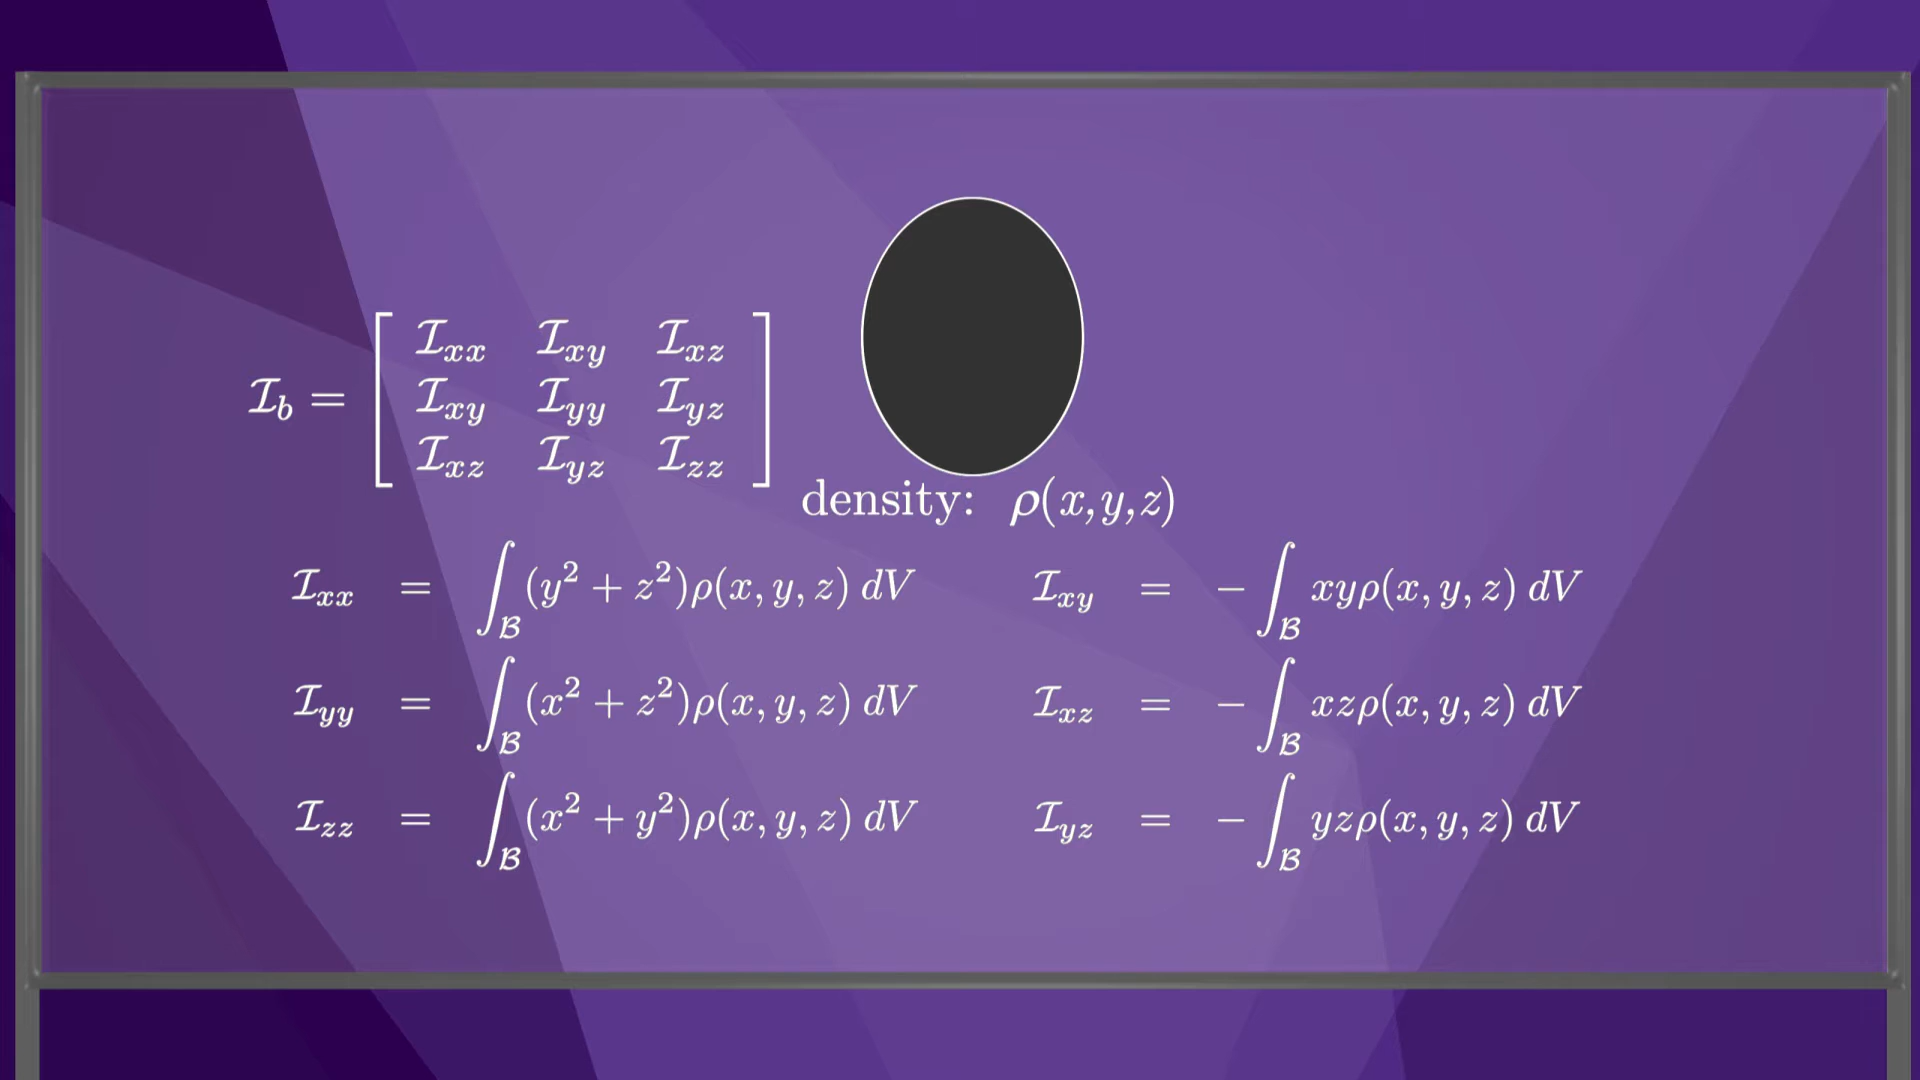 ℐ_b = [ ℐ_xx ℐ_xy ℐ_xz
ℐ_xy ℐ_yy ℐ_yz
ℐ_xz ℐ_yz ℐ_zz ]
density: ρ(x,y,z)
ℐ_xx = ∫_ℬ (y² + z²)ρ(x, y, z) dV ℐ_xy = − ∫_ℬ xyρ(x, y, z) dV
ℐ_yy = ∫_ℬ (x² + z²)ρ(x, y, z) dV ℐ_xz = − ∫_ℬ xzρ(x, y, z) dV
ℐ_zz = ∫_ℬ (x² + y²)ρ(x, y, z) dV ℐ_yz = − ∫_ℬ yzρ(x, y, z) dV